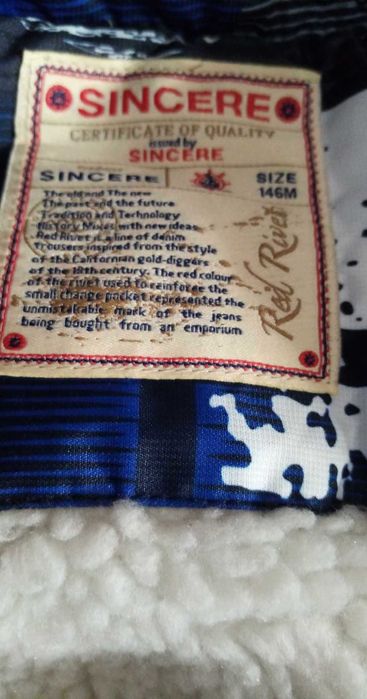 SINCERE
CERTIFICATE OF QUALITY
issued by
SINCERE
SINCERE
SIZE
146M
The old and The new
The past and the future
Tradition and Technology
History Mixes with new ideas
Red River is a line of denim
Trousers inspired from the style
of the Californian gold-diggers
of the 18th century. The red colour
of the rivet used to reinforce the
small change pocket represented the
unmistakable mark of the jeans
being bought from an emporium
Red River